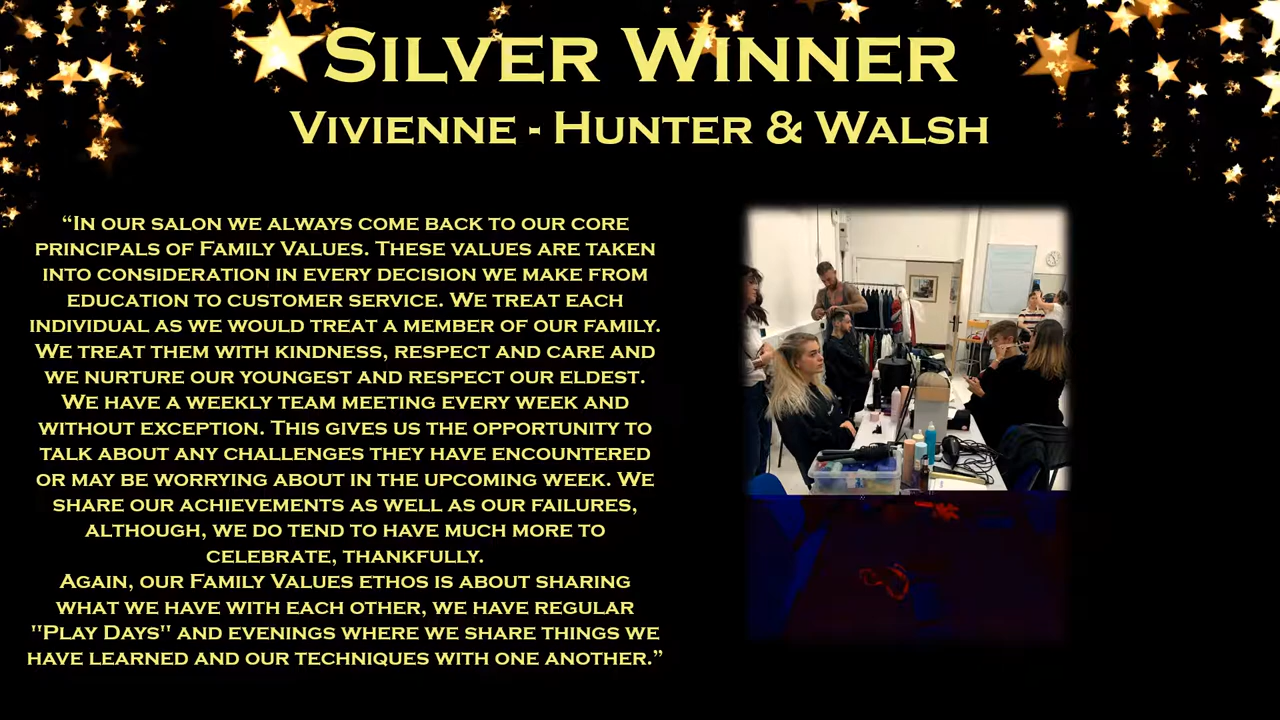 Silver Winner
Vivienne - Hunter & Walsh
“In our salon we always come back to our core
principals of Family Values. These values are taken
into consideration in every decision we make from
education to customer service. We treat each
individual as we would treat a member of our family.
We treat them with kindness, respect and care and
we nurture our youngest and respect our eldest.
We have a weekly team meeting every week and
without exception. This gives us the opportunity to
talk about any challenges they have encountered
or may be worrying about in the upcoming week. We
share our achievements as well as our failures,
although, we do tend to have much more to
celebrate, thankfully.
Again, our Family Values ethos is about sharing
what we have with each other, we have regular
"Play Days" and evenings where we share things we
have learned and our techniques with one another.”